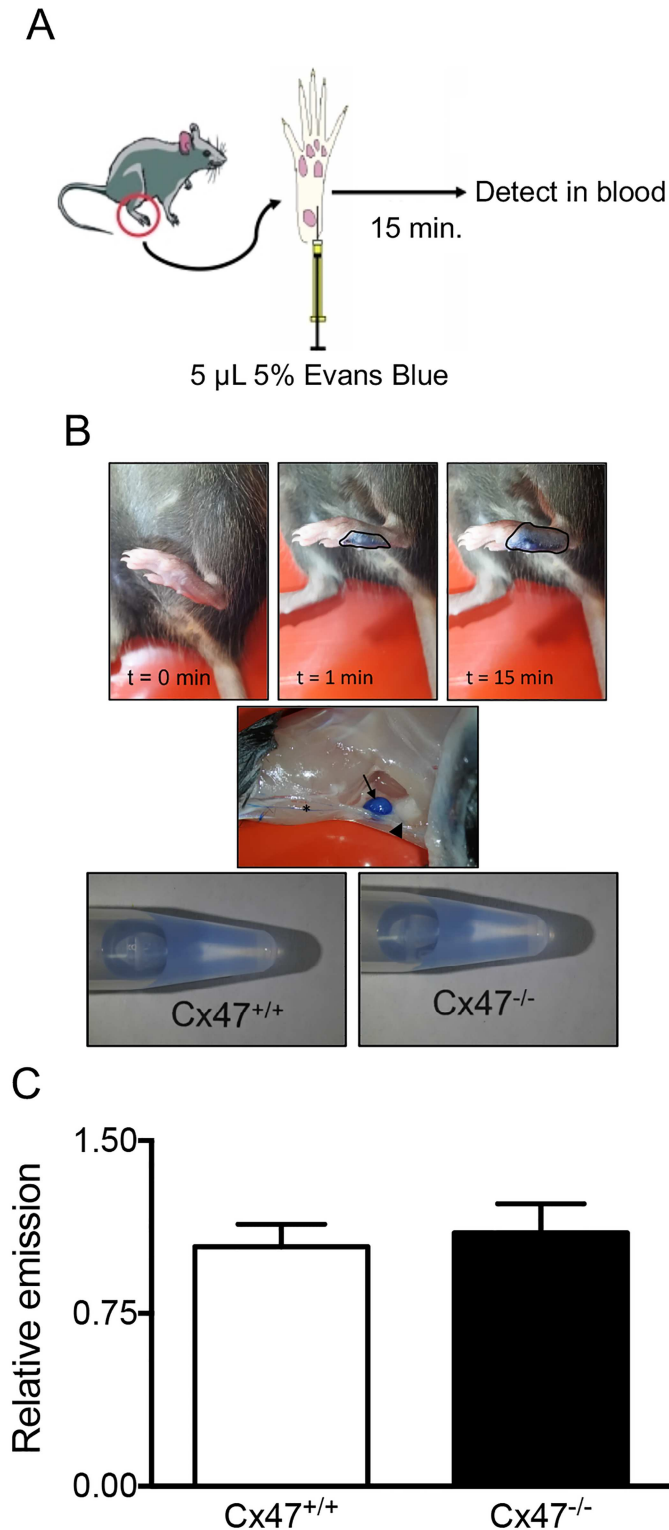 A
Detect in blood
15 min.
5 µL 5% Evans Blue
B
t = 0 min
t = 1 min
t = 15 min
*
Cx47+/+
Cx47-/-
C
Relative emission
1.50
0.75
0.00
Cx47+/+
Cx47-/-